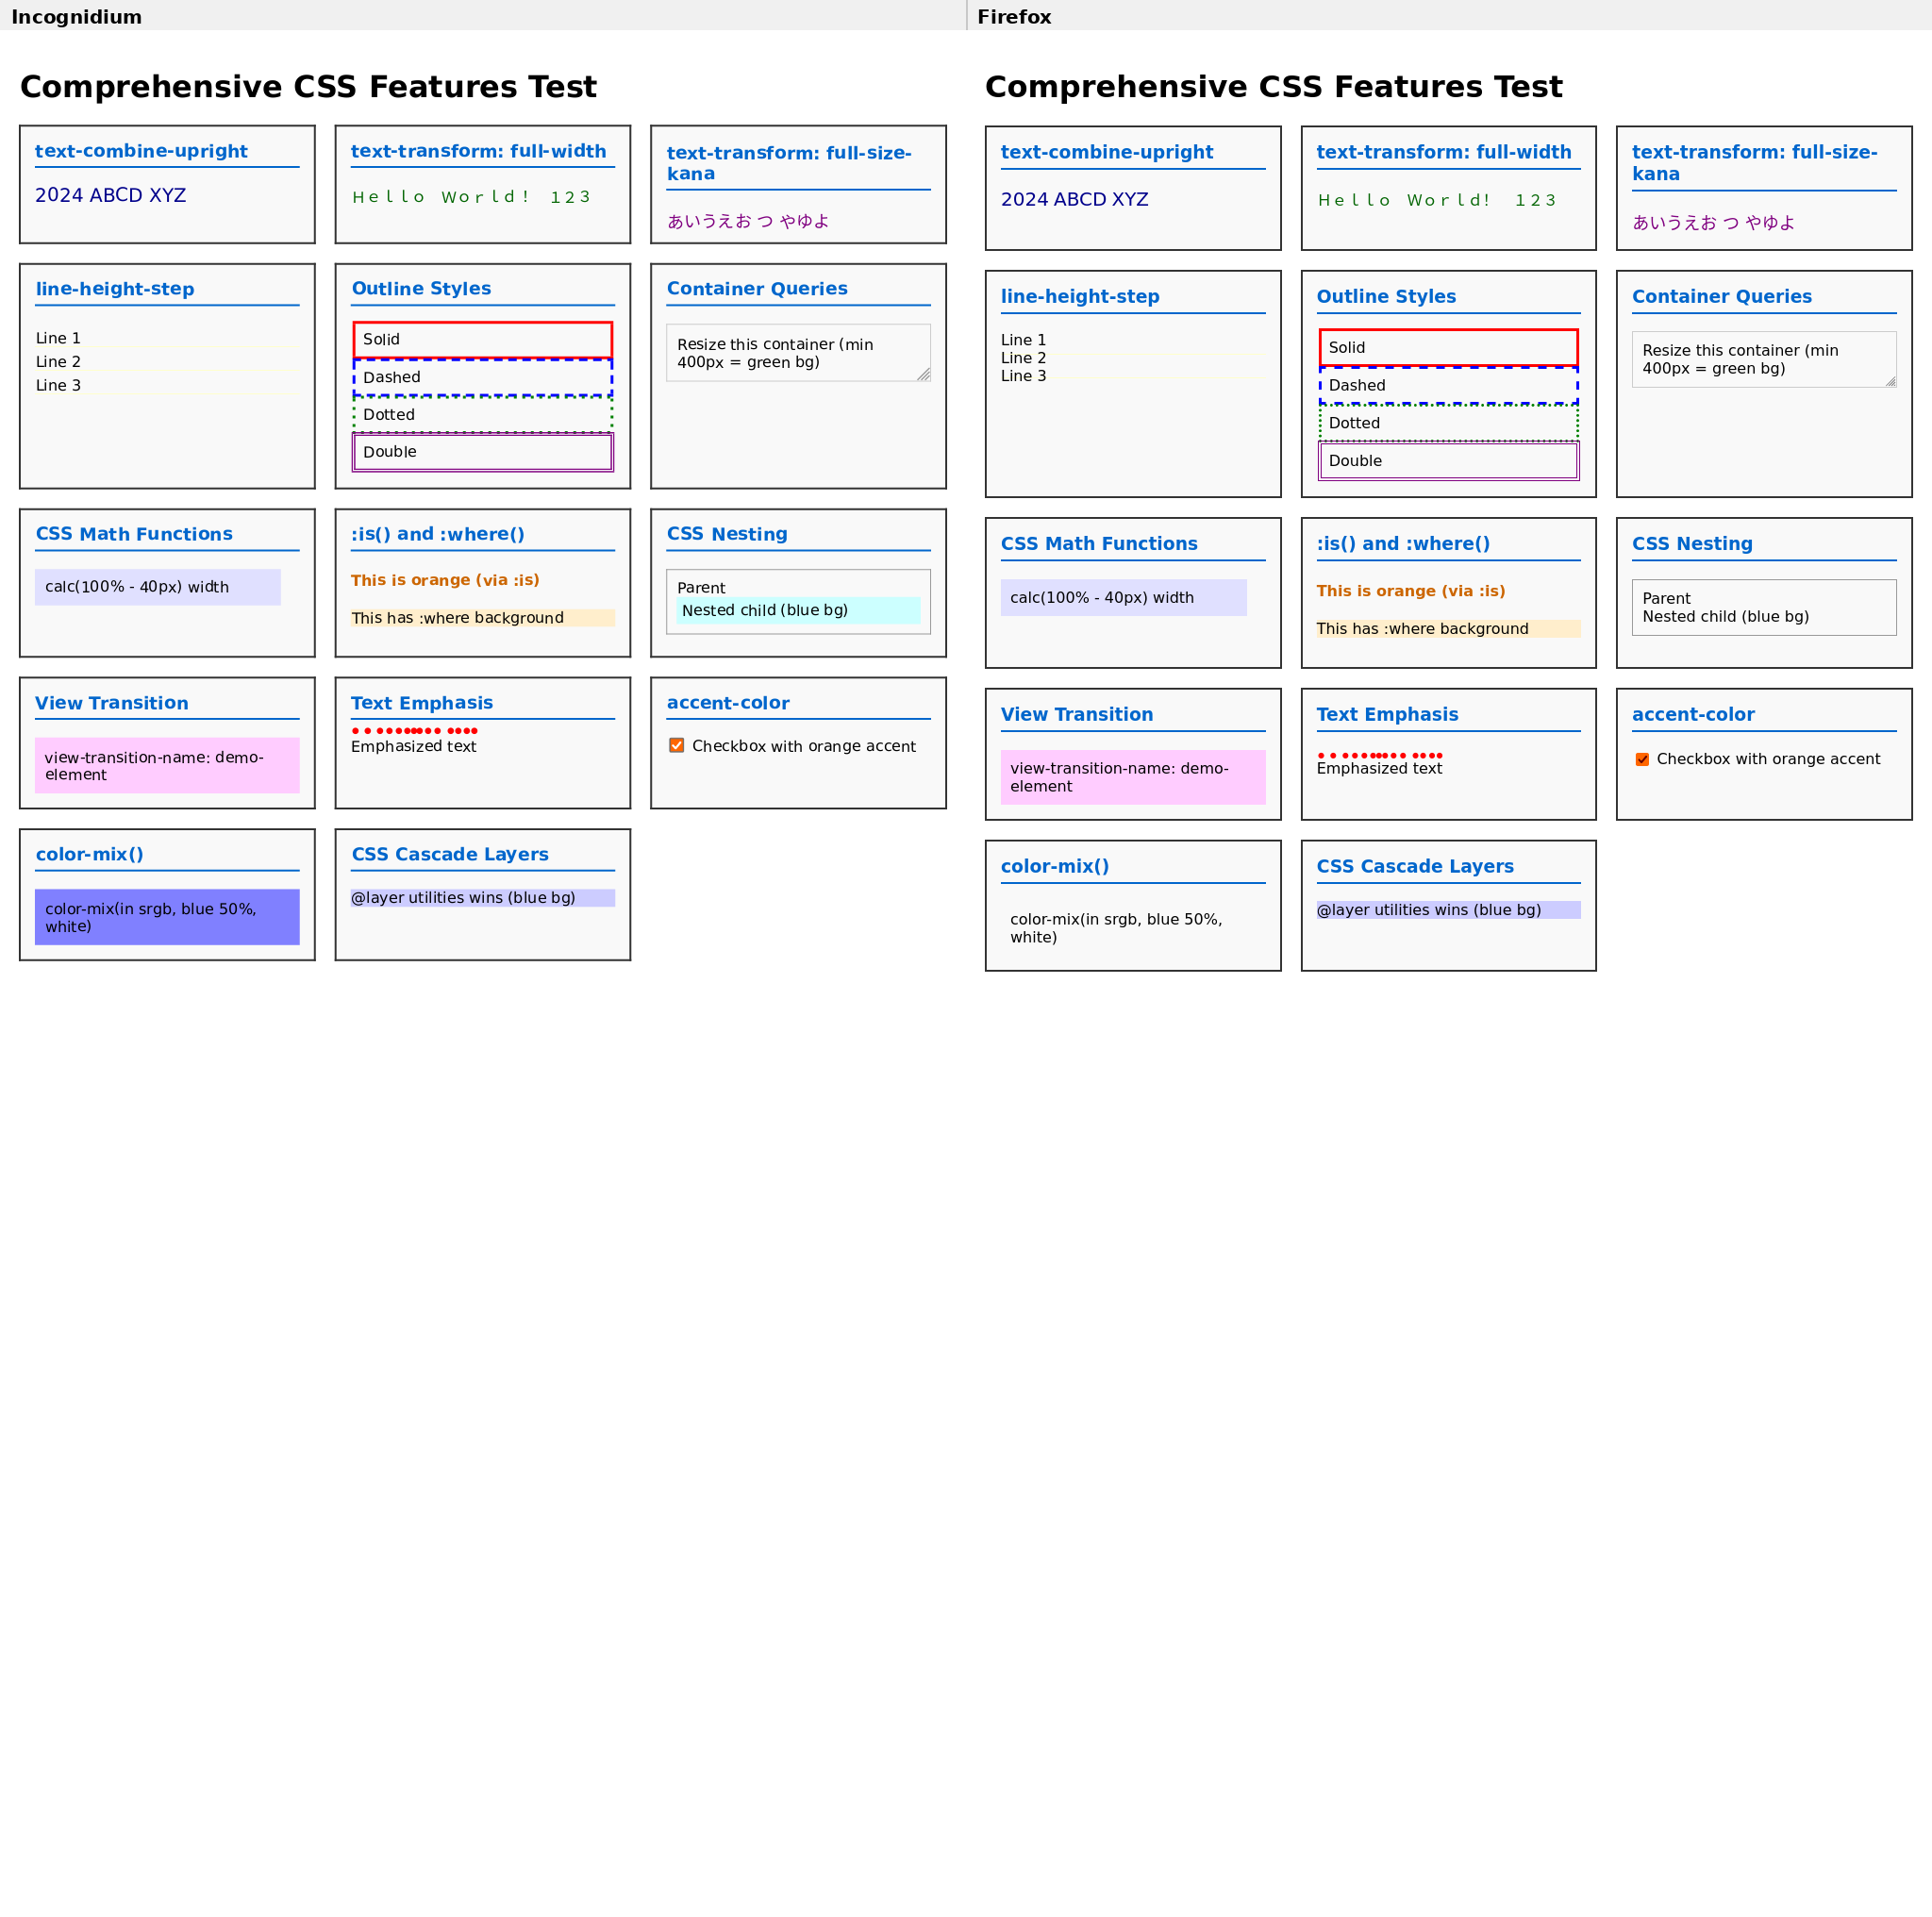 Incognidium
Comprehensive CSS Features Test
text-combine-upright
2024 ABCD XYZ
text-transform: full-width
Ｈｅｌｌｏ　Ｗｏｒｌｄ！　１２３
text-transform: full-size-
kana
あいうえお つ やゆよ
line-height-step
Line 1
Line 2
Line 3
Outline Styles
Solid
Dashed
Dotted
Double
Container Queries
Resize this container (min
400px = green bg)
CSS Math Functions
calc(100% - 40px) width
:is() and :where()
This is orange (via :is)
This has :where background
CSS Nesting
Parent
Nested child (blue bg)
View Transition
view-transition-name: demo-
element
Text Emphasis
Emphasized text
accent-color
Checkbox with orange accent
color-mix()
color-mix(in srgb, blue 50%,
white)
CSS Cascade Layers
@layer utilities wins (blue bg)
Firefox
Comprehensive CSS Features Test
text-combine-upright
2024 ABCD XYZ
text-transform: full-width
Ｈｅｌｌｏ　Ｗｏｒｌｄ！　１２３
text-transform: full-size-
kana
あいうえお つ やゆよ
line-height-step
Line 1
Line 2
Line 3
Outline Styles
Solid
Dashed
Dotted
Double
Container Queries
Resize this container (min
400px = green bg)
CSS Math Functions
calc(100% - 40px) width
:is() and :where()
This is orange (via :is)
This has :where background
CSS Nesting
Parent
Nested child (blue bg)
View Transition
view-transition-name: demo-
element
Text Emphasis
Emphasized text
accent-color
Checkbox with orange accent
color-mix()
color-mix(in srgb, blue 50%,
white)
CSS Cascade Layers
@layer utilities wins (blue bg)